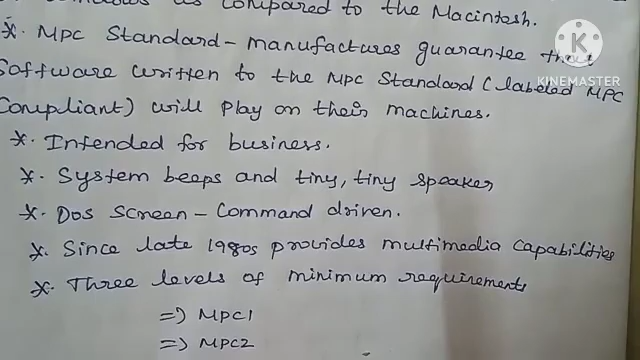 Windows as compared to the Macintosh.
*. MPC Standard - manufactures guarantee that
Software written to the MPC Standard (labeled MPC
Compliant) will play on their machines.
*. Intended for business.
*. System beeps and tiny, tiny speaker
*. Dos Screen - Command driven.
*. Since late 1980s provides multimedia capabilities
*. Three levels of minimum requirements
=) MPC1
=) MPC2
KINEMASTER